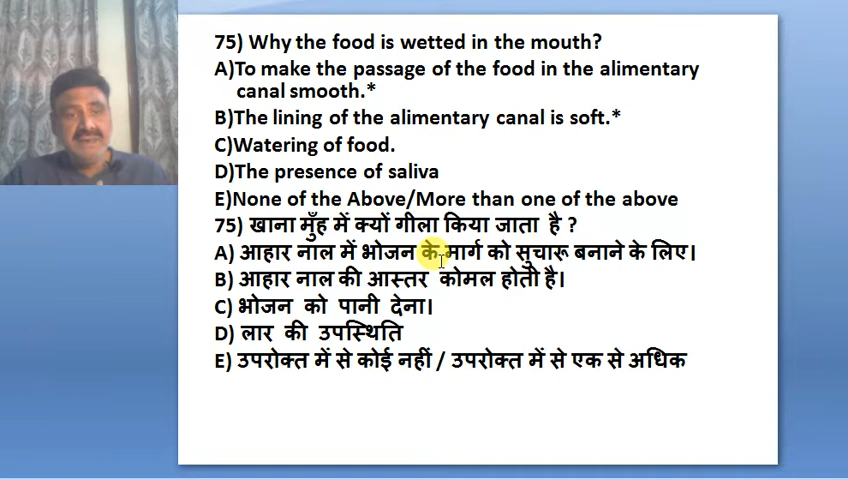 75) Why the food is wetted in the mouth?
A)To make the passage of the food in the alimentary
canal smooth.*
B)The lining of the alimentary canal is soft.*
C)Watering of food.
D)The presence of saliva
E)None of the Above/More than one of the above
75) खाना मुँह में क्यों गीला किया जाता है ?
A) आहार नाल में भोजन के मार्ग को सुचारू बनाने के लिए।
B) आहार नाल की आस्तर कोमल होती है।
C) भोजन को पानी देना।
D) लार की उपस्थिति
E) उपरोक्त में से कोई नहीं / उपरोक्त में से एक से अधिक